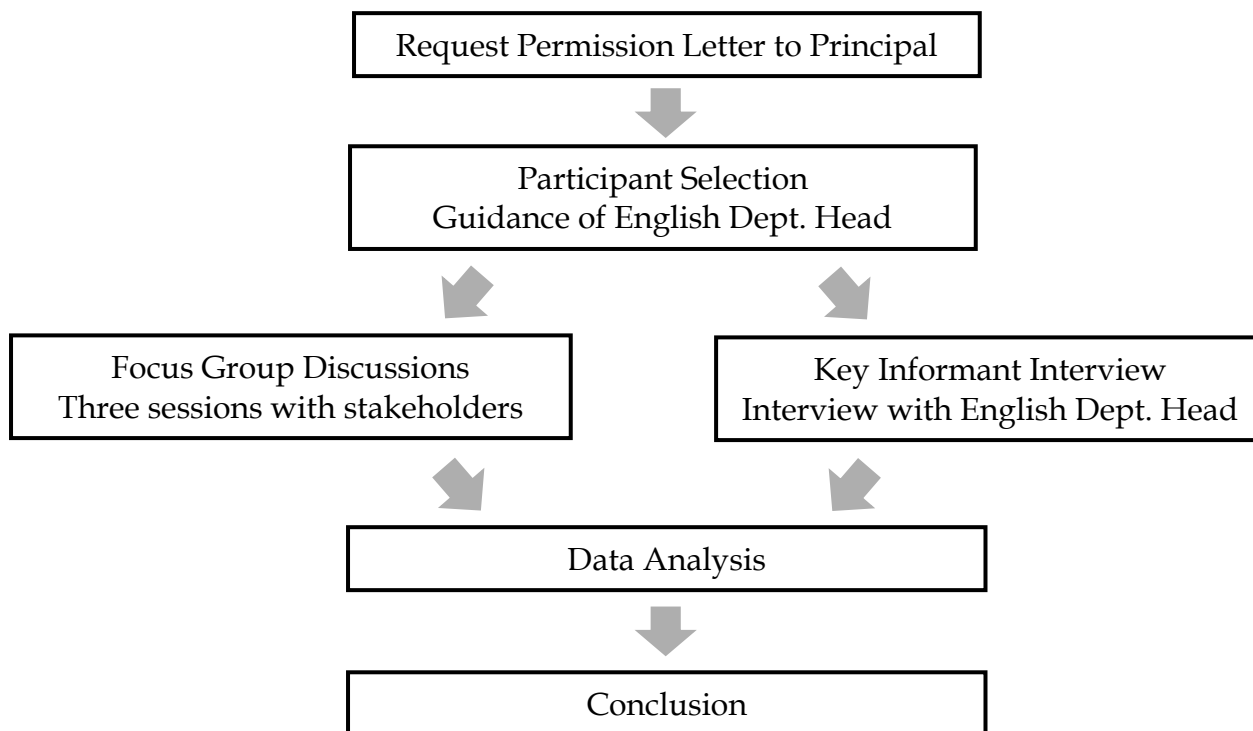 Request Permission Letter to Principal
Participant Selection
Guidance of English Dept. Head
Focus Group Discussions
Three sessions with stakeholders
Key Informant Interview
Interview with English Dept. Head
Data Analysis
Conclusion